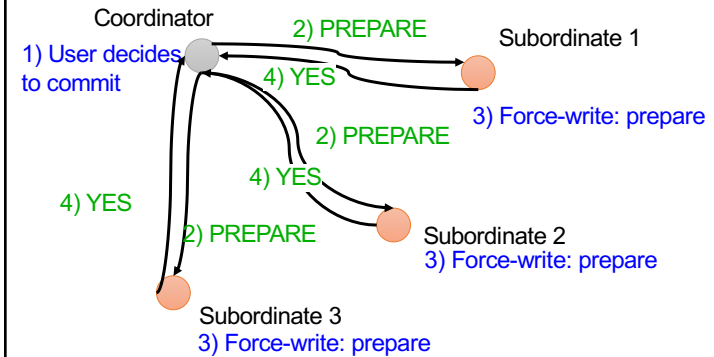 Coordinator
1) User decides
to commit
2) PREPARE
4) YES
Subordinate 1
3) Force-write: prepare
2) PREPARE
4) YES
Subordinate 2
3) Force-write: prepare
4) YES
2) PREPARE
Subordinate 3
3) Force-write: prepare